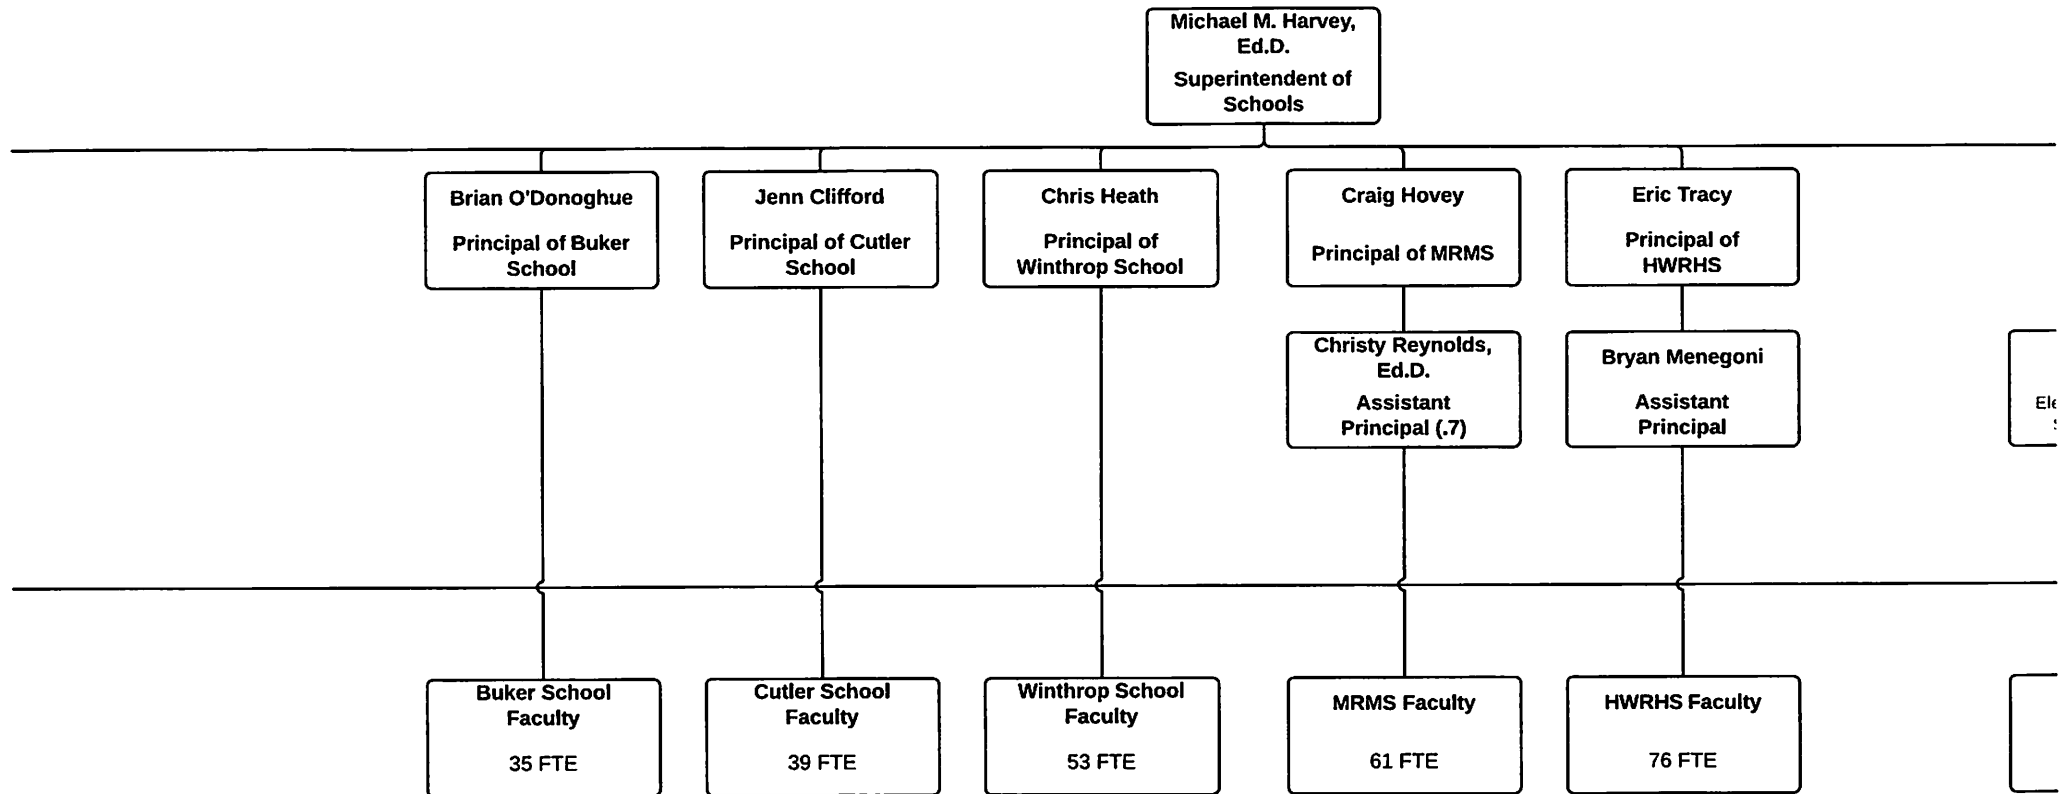 Michael M. Harvey,
Ed.D.
Superintendent of
Schools
Brian O'Donoghue
Principal of Buker
School
Jenn Clifford
Principal of Cutler
School
Chris Heath
Principal of
Winthrop School
Craig Hovey
Principal of MRMS
Eric Tracy
Principal of
HWRHS
Christy Reynolds,
Ed.D.
Assistant
Principal (.7)
Bryan Menegoni
Assistant
Principal
Buker School
Faculty
35 FTE
Cutler School
Faculty
39 FTE
Winthrop School
Faculty
53 FTE
MRMS Faculty
61 FTE
HWRHS Faculty
76 FTE